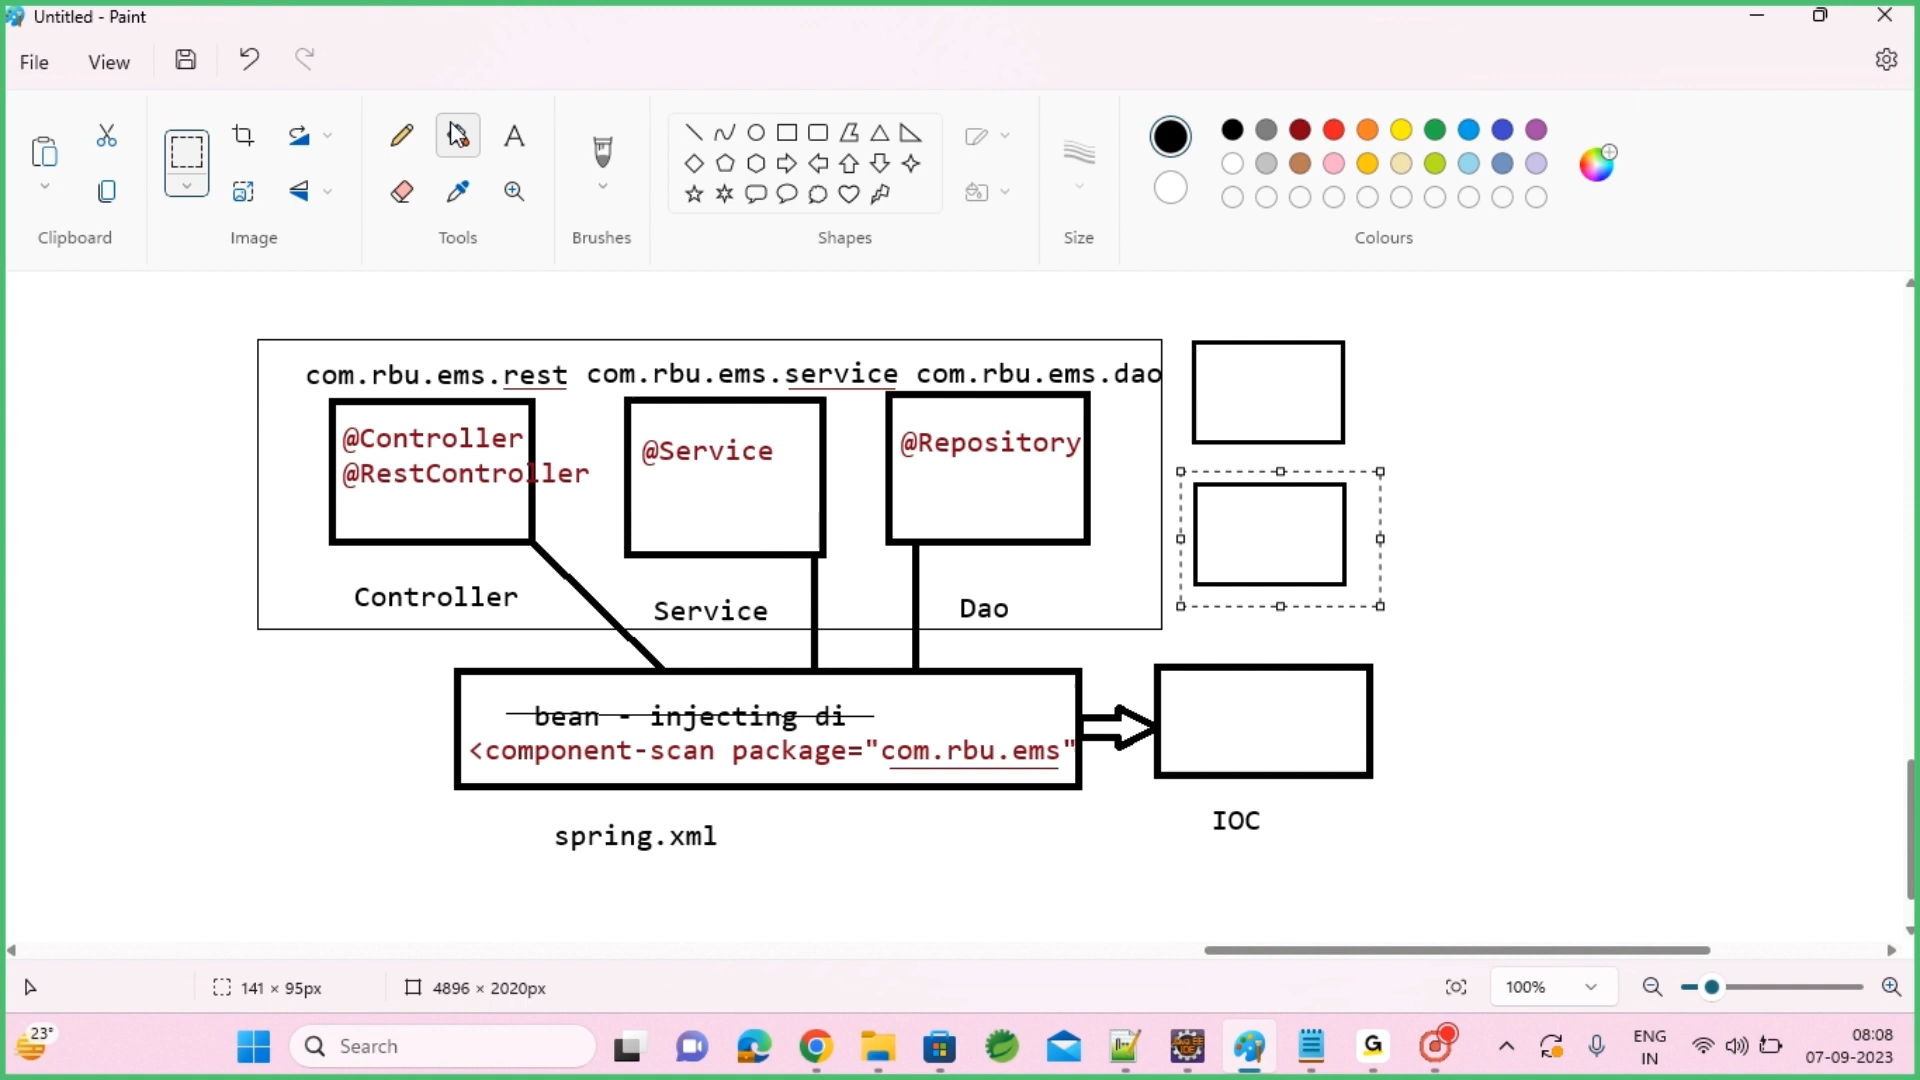 Untitled - Paint
File View
Clipboard Image Tools Brushes Shapes Size Colours
com.rbu.ems.rest com.rbu.ems.service com.rbu.ems.dao
@Controller
@RestController
@Service
@Repository
Controller
Service
Dao
bean - injecting di
<component-scan package="com.rbu.ems"
spring.xml
IOC
141 × 95px 4896 × 2020px 100%
23° Search ENG IN 08:08
07-09-2023